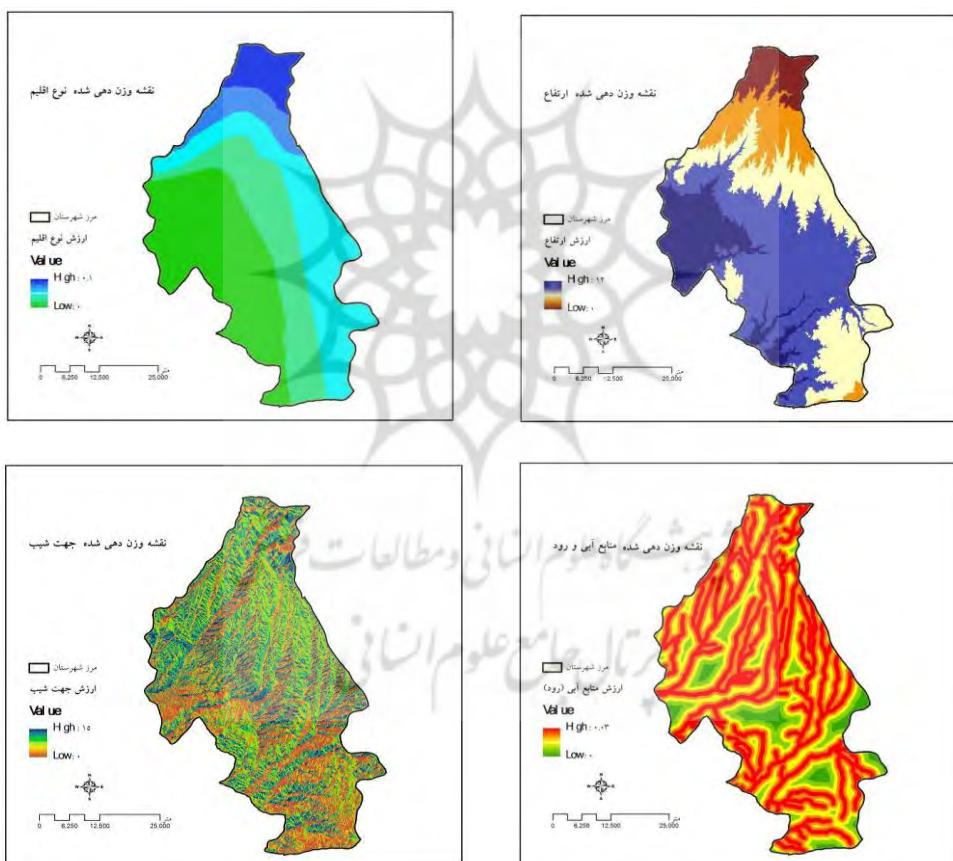 نقشه وزن دهی شده نوع اقلیم
مرز شهرستان
ارزش نوع اقلیم
Value
High : ۰.۱
Low : ۰
N
W E
S
0 6,250 12,500 25,000 متر
نقشه وزن دهی شده ارتفاع
مرز شهرستان
ارزش ارتفاع
Value
High : ۱۴
Low : ۰
N
W E
S
0 6,250 12,500 25,000 متر
نقشه وزن دهی شده جهت شیب
مرز شهرستان
ارزش جهت شیب
Value
High : ۱۵
Low : ۰
N
W E
S
0 6,250 12,500 25,000 متر
نقشه وزن دهی شده منابع آبی و رود
مرز شهرستان
ارزش منابع آبی (رود)
Value
High : ۰.۰۳
Low : ۰
N
W E
S
0 6,250 12,500 25,000 متر
علوم انسانی و مطالعات
پرتال جامع علوم انسانی